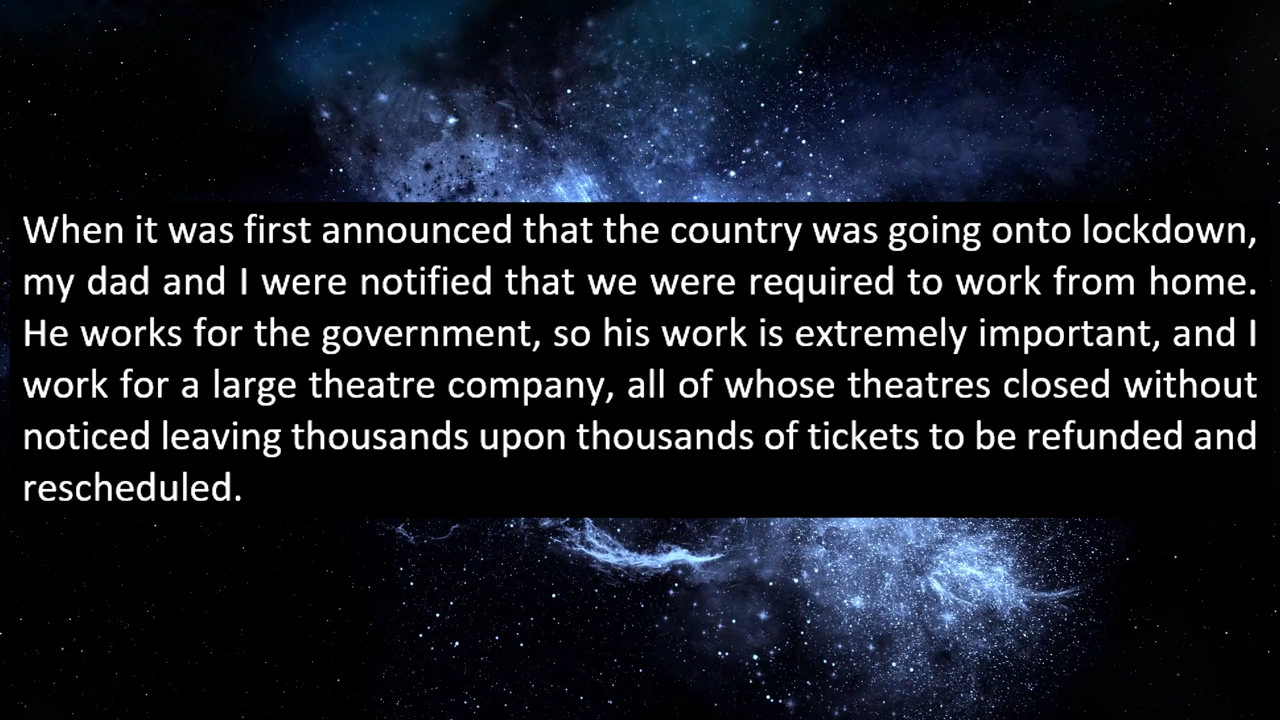 When it was first announced that the country was going onto lockdown,
my dad and I were notified that we were required to work from home.
He works for the government, so his work is extremely important, and I
work for a large theatre company, all of whose theatres closed without
noticed leaving thousands upon thousands of tickets to be refunded and
rescheduled.